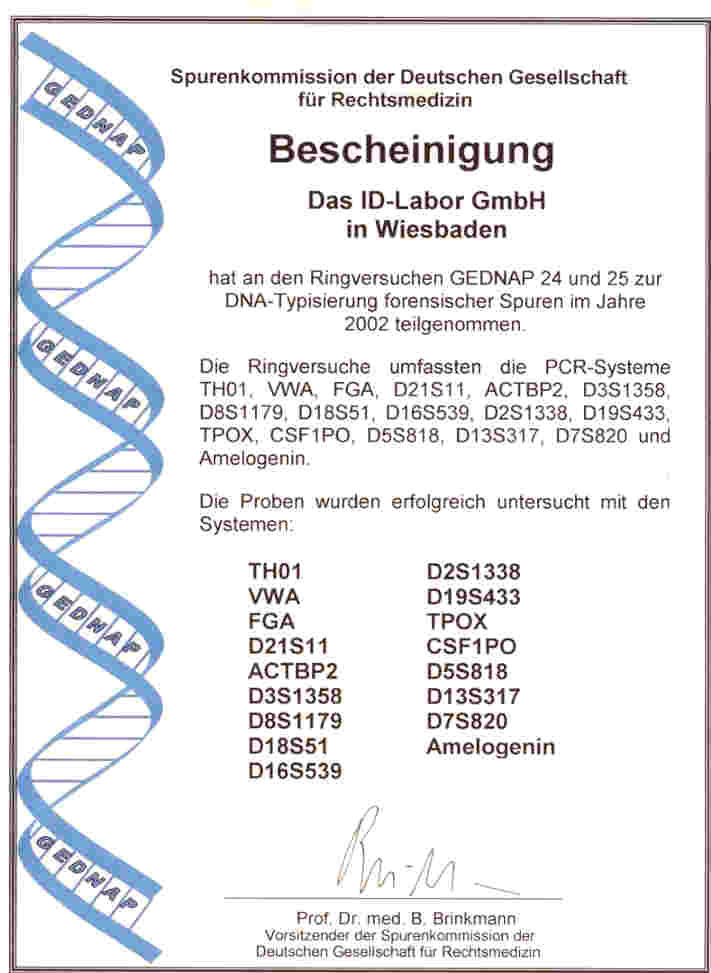 Spurenkommission der Deutschen Gesellschaft
für Rechtsmedizin
Bescheinigung
Das ID-Labor GmbH
in Wiesbaden
hat an den Ringversuchen GEDNAP 24 und 25 zur
DNA-Typisierung forensischer Spuren im Jahre
2002 teilgenommen.
Die Ringversuche umfassten die PCR-Systeme
TH01, VWA, FGA, D21S11, ACTBP2, D3S1358,
D8S1179, D18S51, D16S539, D2S1338, D19S433,
TPOX, CSF1PO, D5S818, D13S317, D7S820 und
Amelogenin.
Die Proben wurden erfolgreich untersucht mit den
Systemen:
TH01
VWA
FGA
D21S11
ACTBP2
D3S1358
D8S1179
D18S51
D16S539
D2S1338
D19S433
TPOX
CSF1PO
D5S818
D13S317
D7S820
Amelogenin
Prof. Dr. med. B. Brinkmann
Vorsitzender der Spurenkommission der
Deutschen Gesellschaft für Rechtsmedizin
GEDNAP
GEDNAP
GEDNAP
GEDNAP